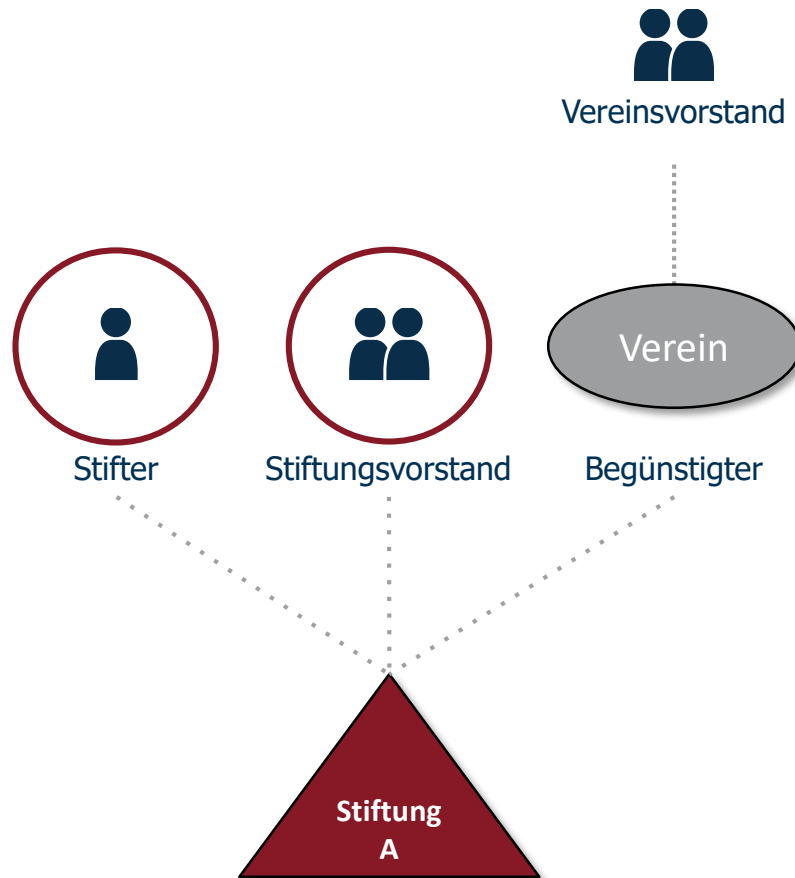 Vereinsvorstand
Verein
Stifter
Stiftungsvorstand
Begünstigter
Stiftung
A